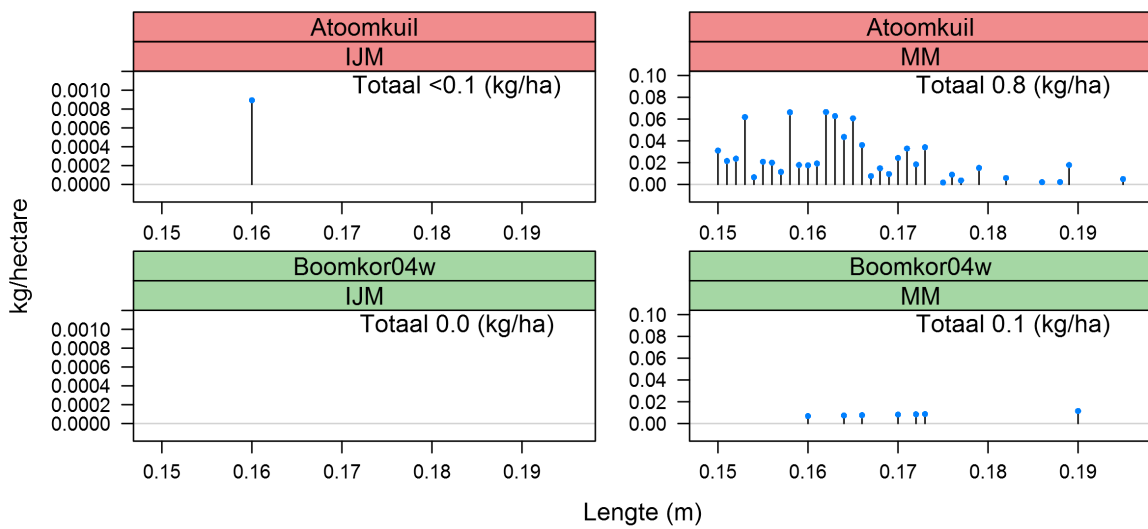 Atoomkuil
IJM
Totaal <0.1 (kg/ha)
0.0010
0.0008
0.0006
0.0004
0.0002
0.0000
0.15 0.16 0.17 0.18 0.19
Atoomkuil
MM
Totaal 0.8 (kg/ha)
0.10
0.08
0.06
0.04
0.02
0.00
0.15 0.16 0.17 0.18 0.19
Boomkor04w
IJM
Totaal 0.0 (kg/ha)
0.0010
0.0008
0.0006
0.0004
0.0002
0.0000
0.15 0.16 0.17 0.18 0.19
Boomkor04w
MM
Totaal 0.1 (kg/ha)
0.10
0.08
0.06
0.04
0.02
0.00
0.15 0.16 0.17 0.18 0.19
kg/hectare
Lengte (m)